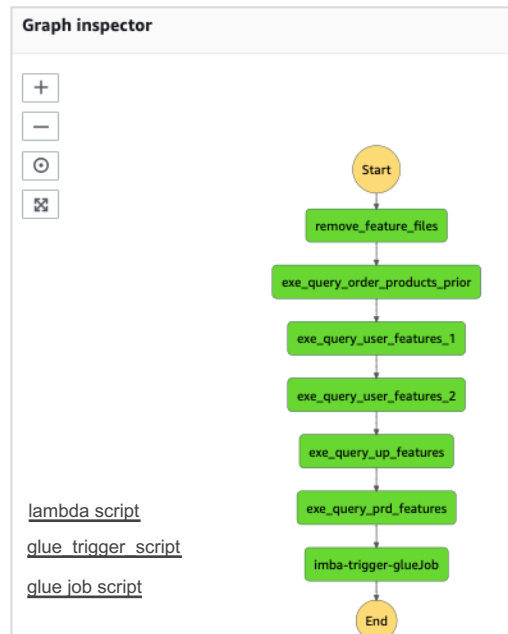 Graph inspector
Start
remove_feature_files
exe_query_order_products_prior
exe_query_user_features_1
exe_query_user_features_2
exe_query_up_features
exe_query_prd_features
imba-trigger-glueJob
End
lambda script
glue_trigger_script
glue job script